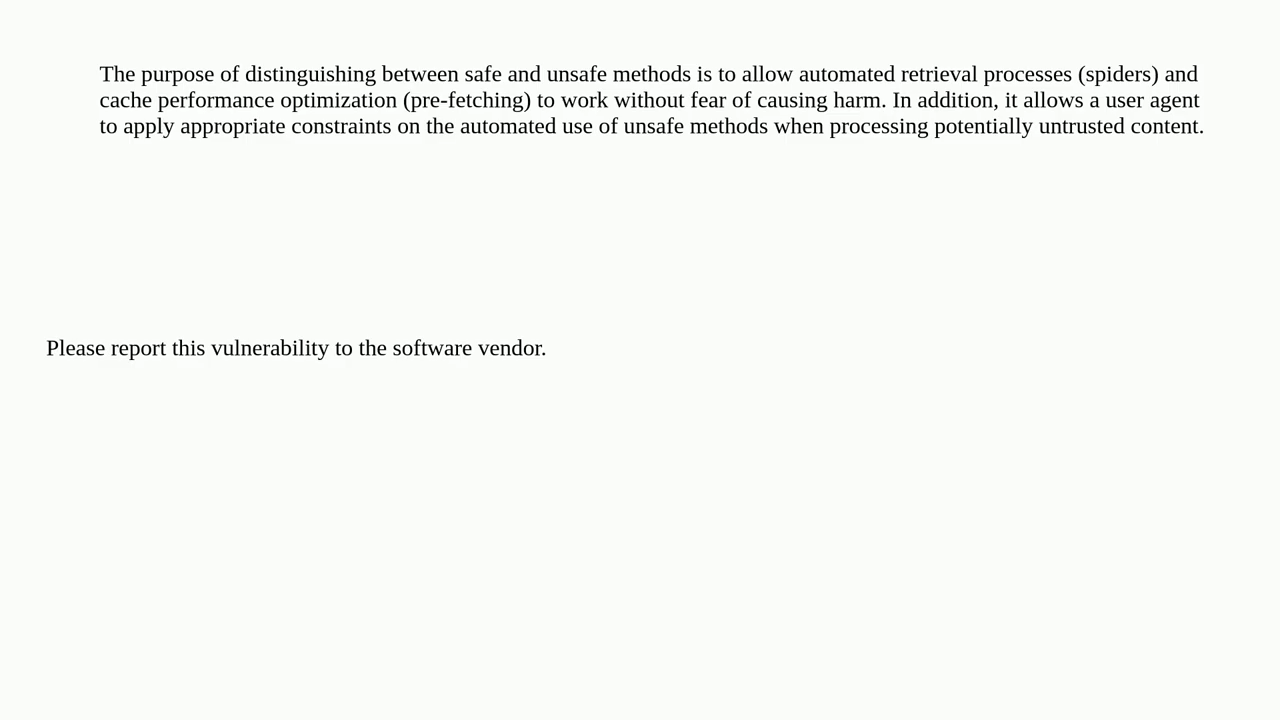 The purpose of distinguishing between safe and unsafe methods is to allow automated retrieval processes (spiders) and
cache performance optimization (pre-fetching) to work without fear of causing harm. In addition, it allows a user agent
to apply appropriate constraints on the automated use of unsafe methods when processing potentially untrusted content.
Please report this vulnerability to the software vendor.